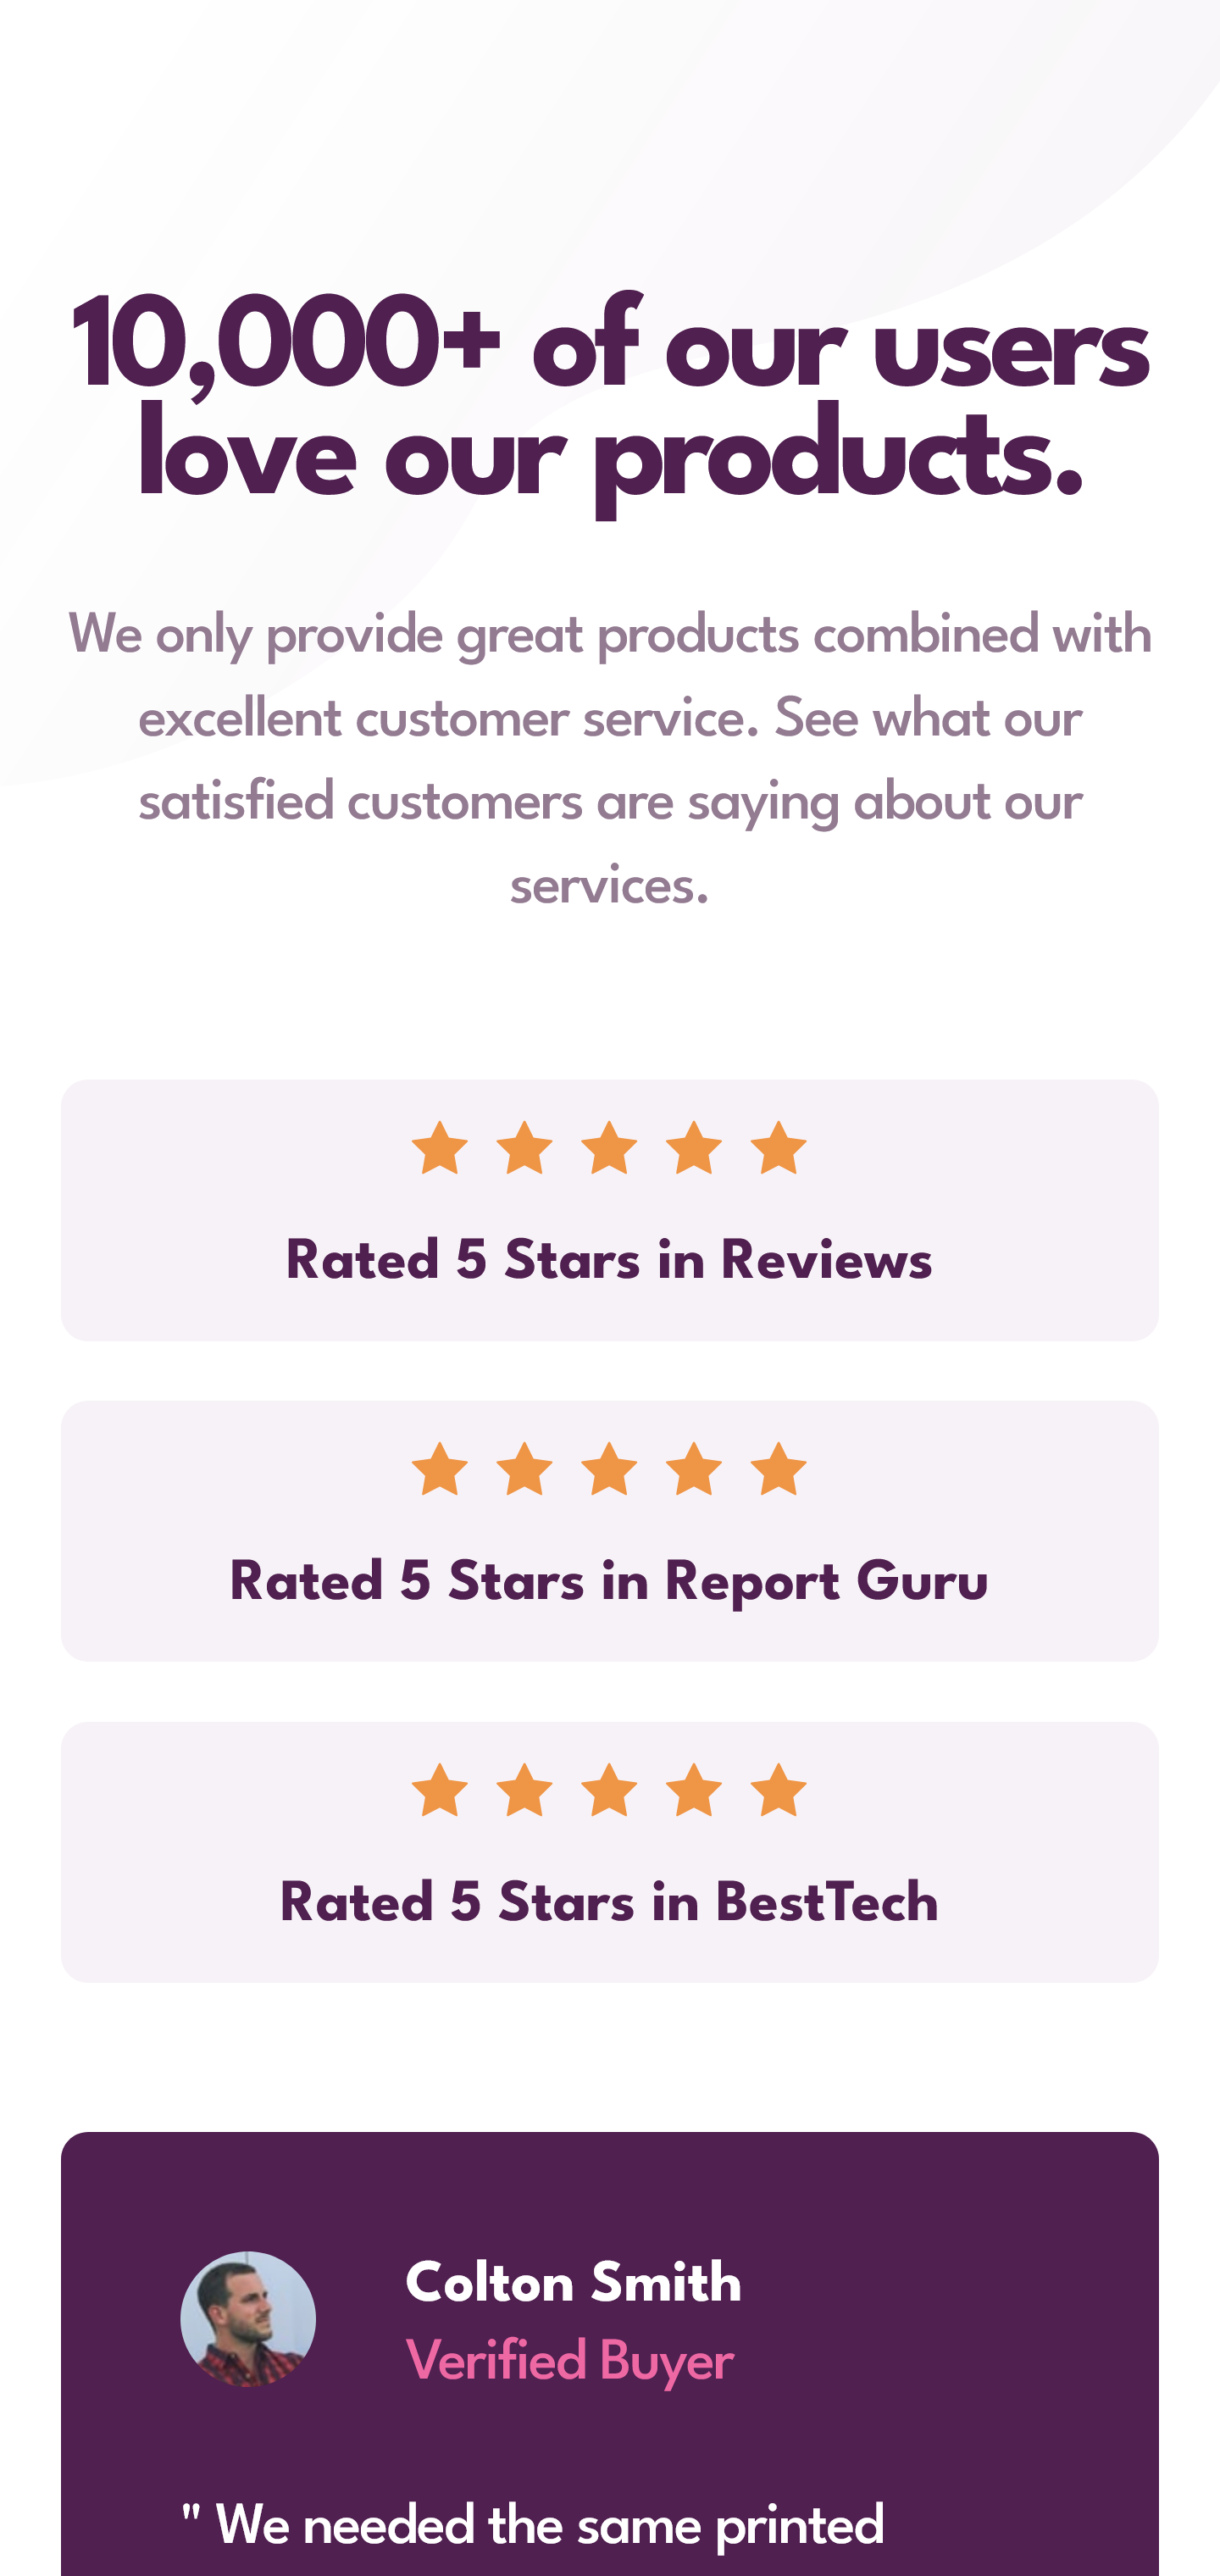 10,000+ of our users
love our products.
We only provide great products combined with
excellent customer service. See what our
satisfied customers are saying about our
services.
Rated 5 Stars in Reviews
Rated 5 Stars in Report Guru
Rated 5 Stars in BestTech
Colton Smith
Verified Buyer
" We needed the same printed